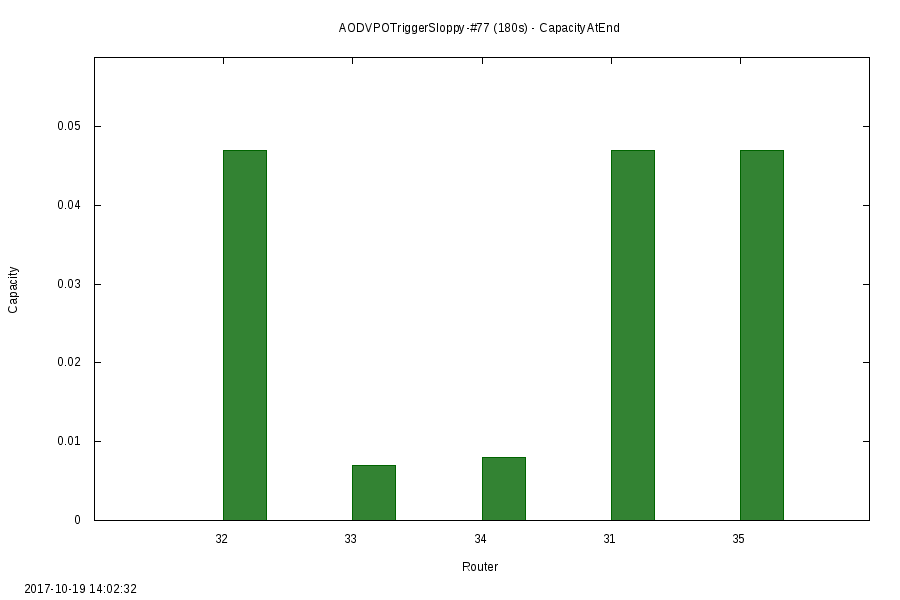 AODVPOTriggerSloppy-#77 (180s) - CapacityAtEnd
0.05
0.04
0.03
0.02
0.01
0
Capacity
32 33 34 31 35
Router
2017-10-19 14:02:32